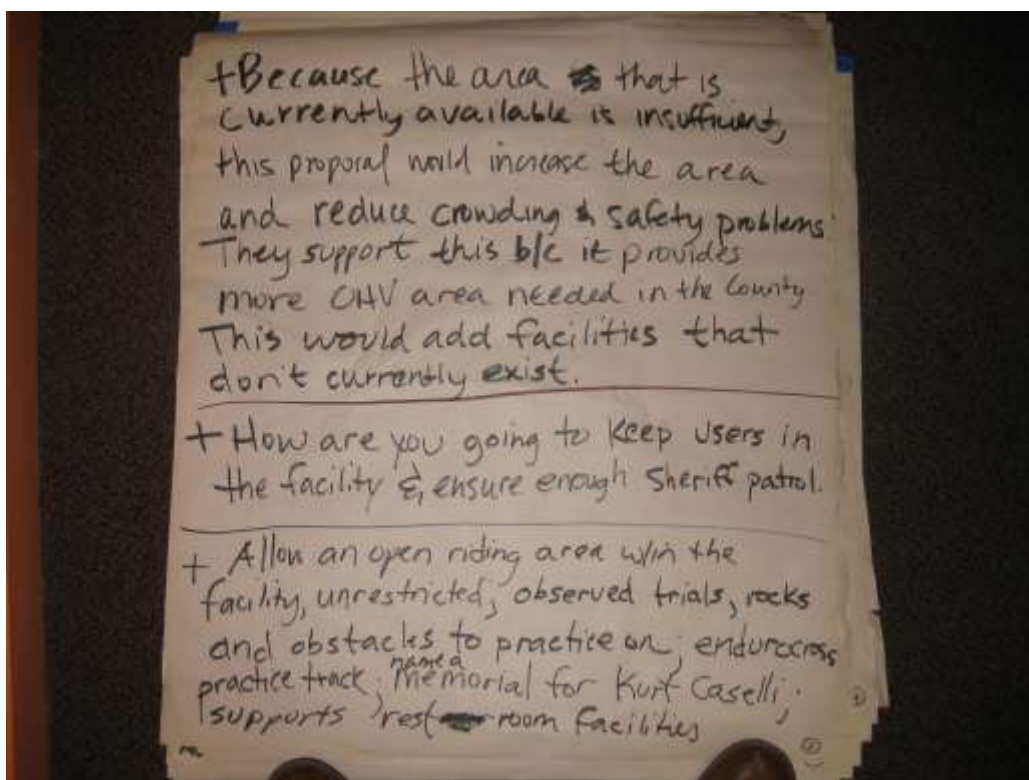 +Because the area that is
currently available is insufficient,
this proporal would increase the area
and reduce crowding & safety problems
They support this b/c it provides
more OHV area needed in the County.
This would add facilities that
don't currently exist.
+ How are you going to keep users in
the facility & ensure enough Sheriff patrol.
+ Allow an open riding area w/in the
facility, unrestricted; observed trials, rocks
and obstacks to practice on; endurocross
practice track; name a memorial for Kurt Caselli;
supports restroom facilities